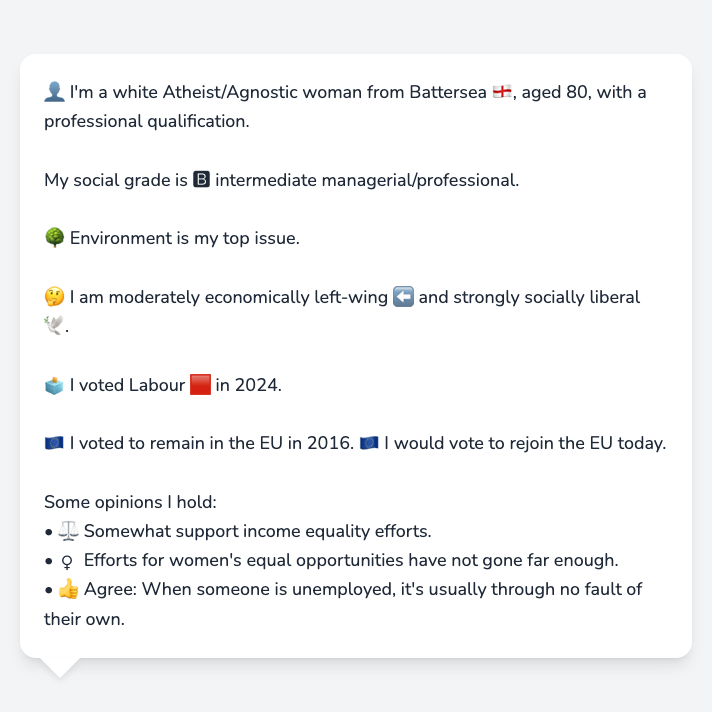 👤 I'm a white Atheist/Agnostic woman from Battersea 🏴󠁧󠁢󠁥󠁮󠁧󠁿, aged 80, with a
professional qualification.
My social grade is 🅱 intermediate managerial/professional.
🌳 Environment is my top issue.
🤔 I am moderately economically left-wing ⬅️ and strongly socially liberal
🕊️.
🗳️ I voted Labour 🟥 in 2024.
🇪🇺 I voted to remain in the EU in 2016. 🇪🇺 I would vote to rejoin the EU today.
Some opinions I hold:
• ⚖️ Somewhat support income equality efforts.
• ♀ Efforts for women's equal opportunities have not gone far enough.
• 👍 Agree: When someone is unemployed, it's usually through no fault of
their own.